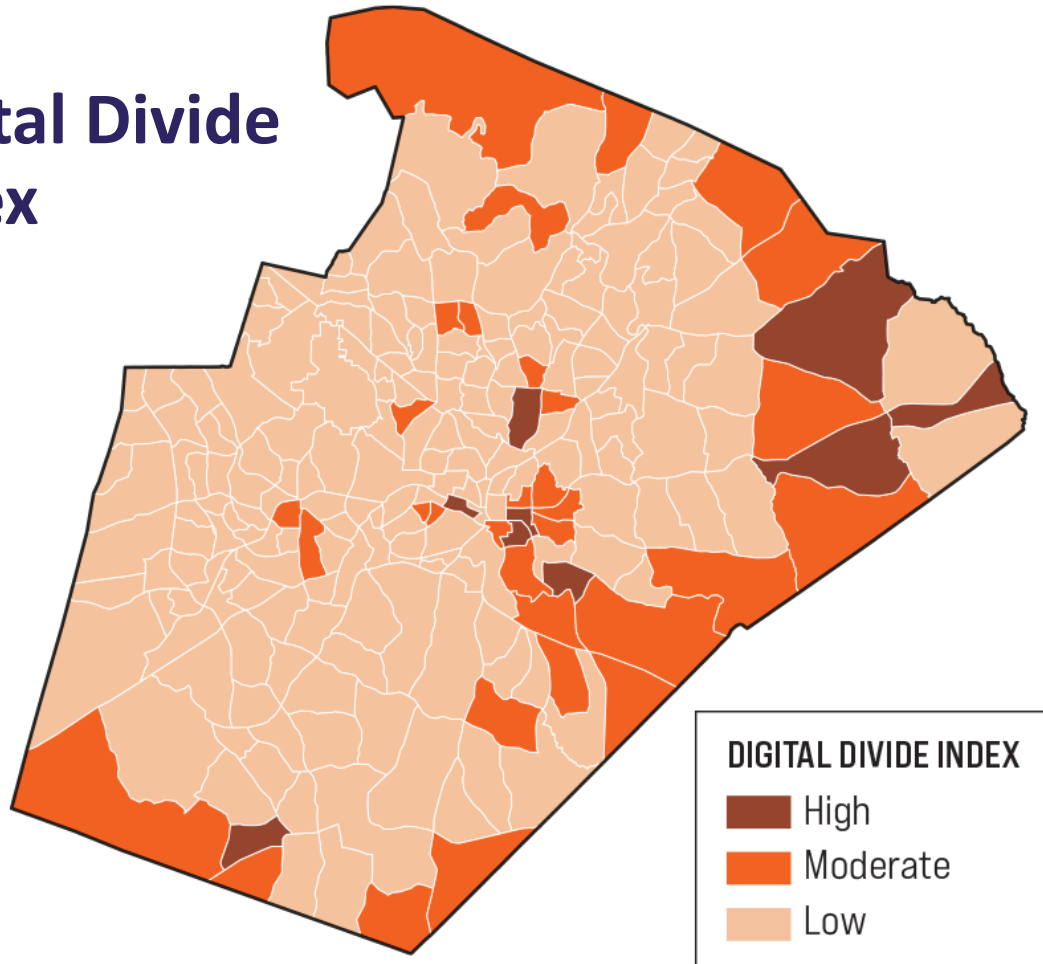 tal Divide
ex
DIGITAL DIVIDE INDEX
High
Moderate
Low